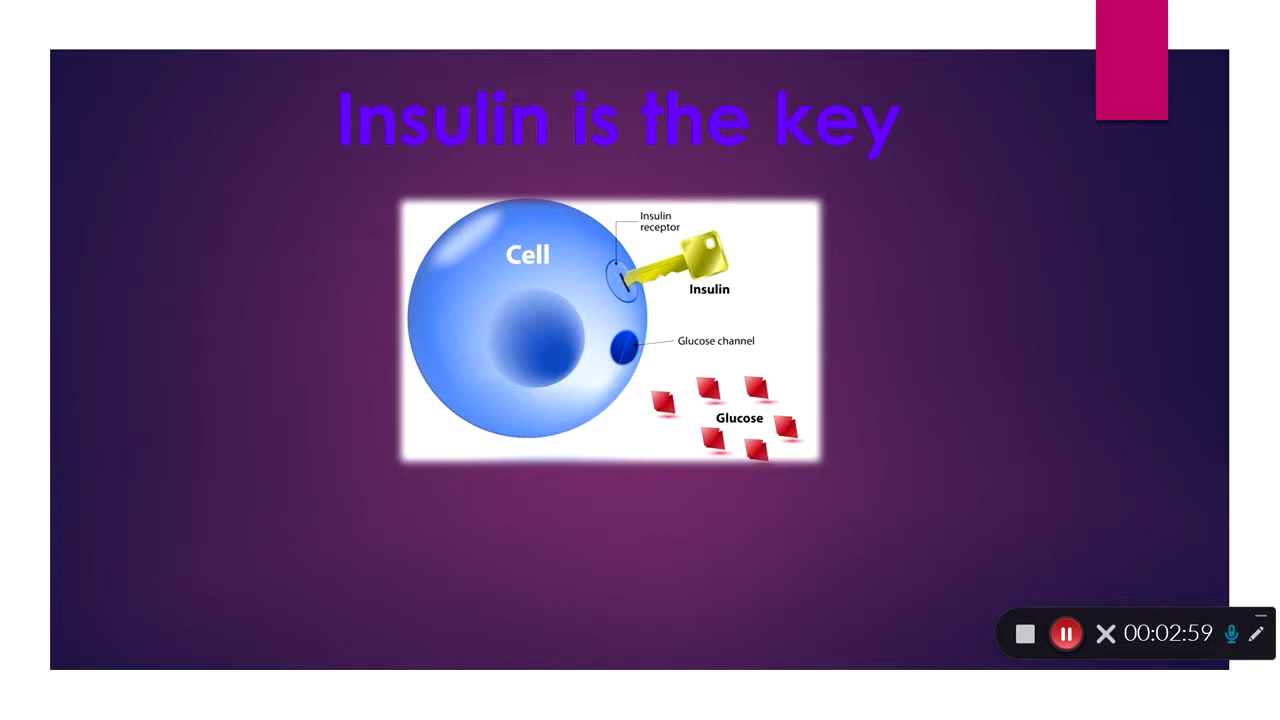 Insulin is the key
Insulin
receptor
Cell
Insulin
Glucose channel
Glucose
00:02:59